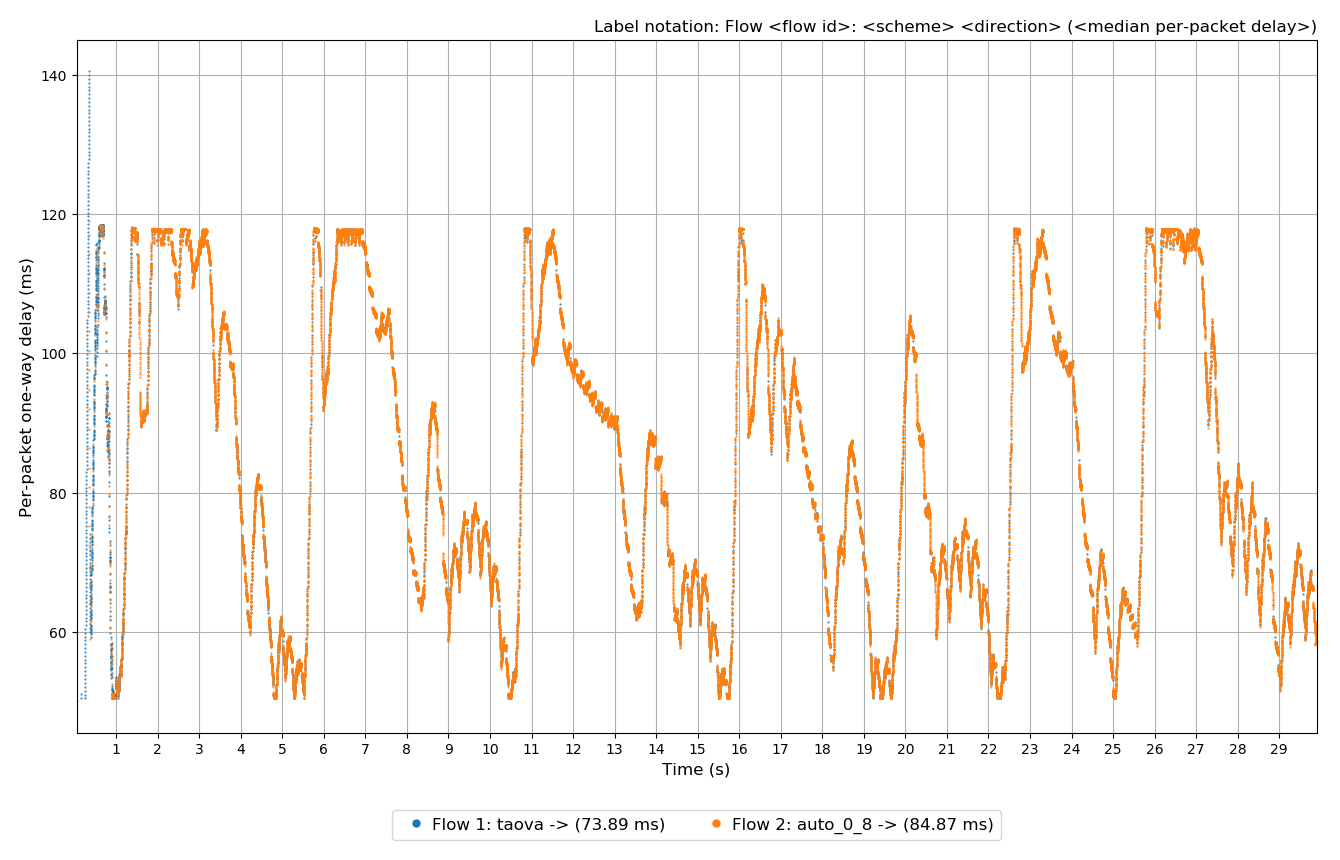 Label notation: Flow <flow id>: <scheme> <direction> (<median per-packet delay>)
Per-packet one-way delay (ms)
140
120
100
80
60
1 2 3 4 5 6 7 8 9 10 11 12 13 14 15 16 17 18 19 20 21 22 23 24 25 26 27 28 29
Time (s)
Flow 1: taova -> (73.89 ms) Flow 2: auto_0_8 -> (84.87 ms)